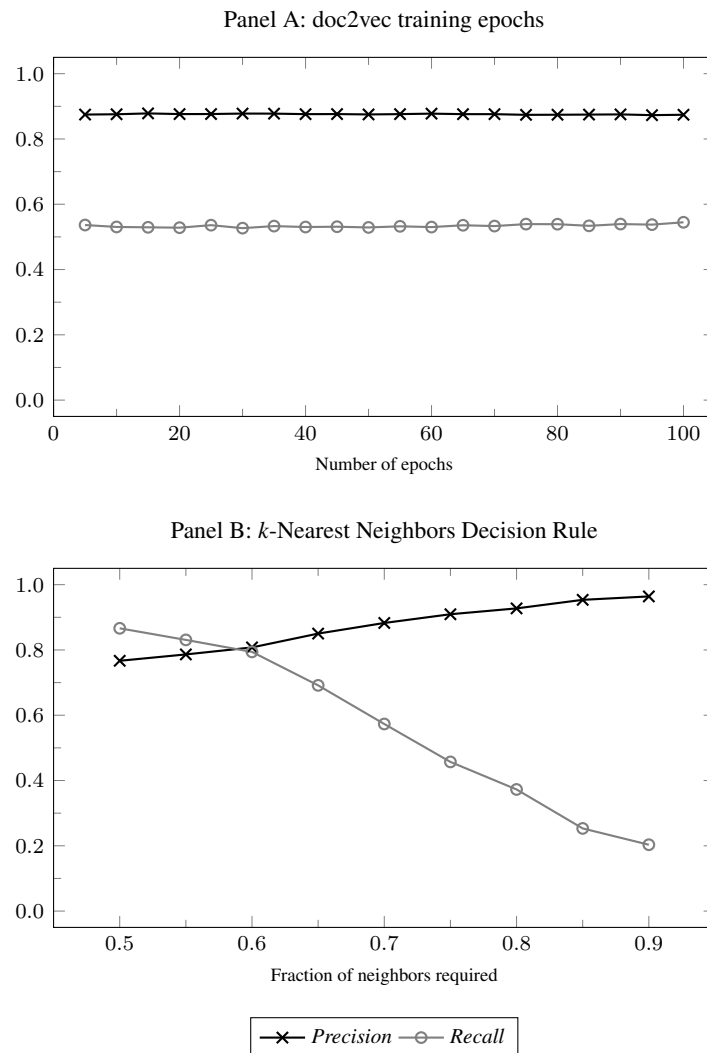 Panel A: doc2vec training epochs
1.0
0.8
0.6
0.4
0.2
0.0
0 20 40 60 80 100
Number of epochs
Panel B: k-Nearest Neighbors Decision Rule
1.0
0.8
0.6
0.4
0.2
0.0
0.5 0.6 0.7 0.8 0.9
Fraction of neighbors required
Precision Recall